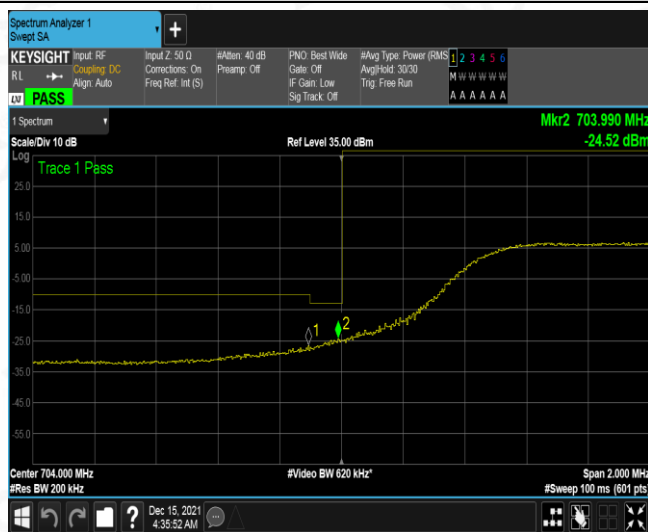 Spectrum Analyzer 1
Swept SA
KEYSIGHT Input: RF Input Z: 50 Ω #Atten: 40 dB PNO: Best Wide #Avg Type: Power (RMS 1 2 3 4 5 6
RL Coupling: DC Corrections: On Preamp: Off Gate: Off Avg|Hold: 30/30 M W W W W W
Align: Auto Freq Ref: Int (S) IF Gain: Low Trig: Free Run
Sig Track: Off A A A A A A
LXI PASS
1 Spectrum Mkr2 703.990 MHz
Scale/Div 10 dB Ref Level 35.00 dBm -24.52 dBm
Log
Trace 1 Pass
25.0
15.0
5.00
-5.00
-15.0
1 2
-25.0
-35.0
-45.0
-55.0
Center 704.000 MHz #Video BW 620 kHz* Span 2.000 MHz
#Res BW 200 kHz #Sweep 100 ms (601 pts)
? Dec 15, 2021
4:35:52 AM